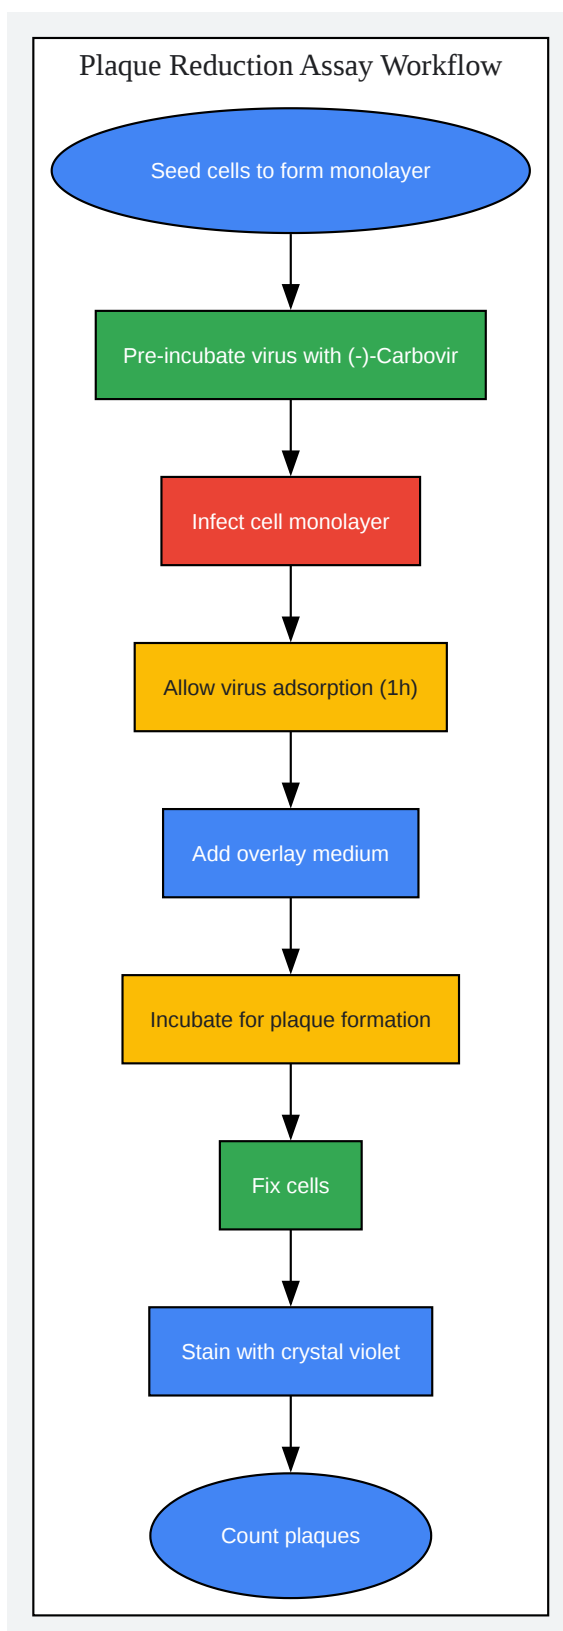 Plaque Reduction Assay Workflow
Seed cells to form monolayer
Pre-incubate virus with (-)-Carbovir
Infect cell monolayer
Allow virus adsorption (1h)
Add overlay medium
Incubate for plaque formation
Fix cells
Stain with crystal violet
Count plaques